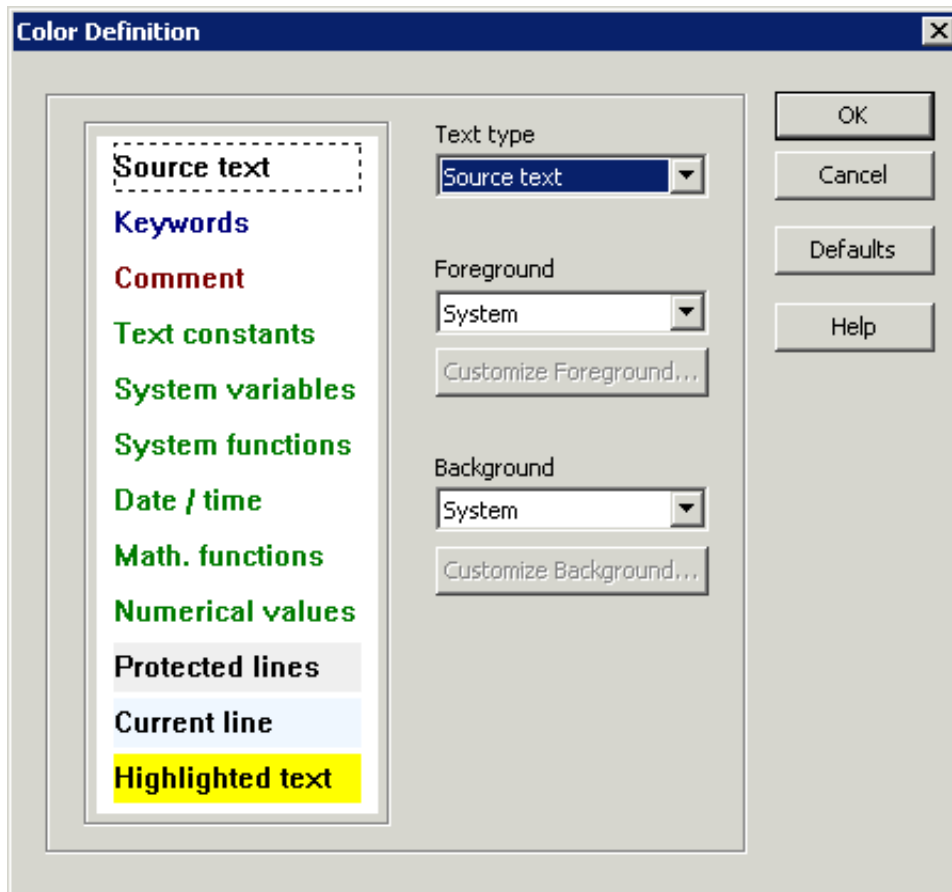 Color Definition
Source text
Keywords
Comment
Text constants
System variables
System functions
Date / time
Math. functions
Numerical values
Protected lines
Current line
Highlighted text
Text type
Source text
Foreground
System
Customize Foreground...
Background
System
Customize Background...
OK
Cancel
Defaults
Help